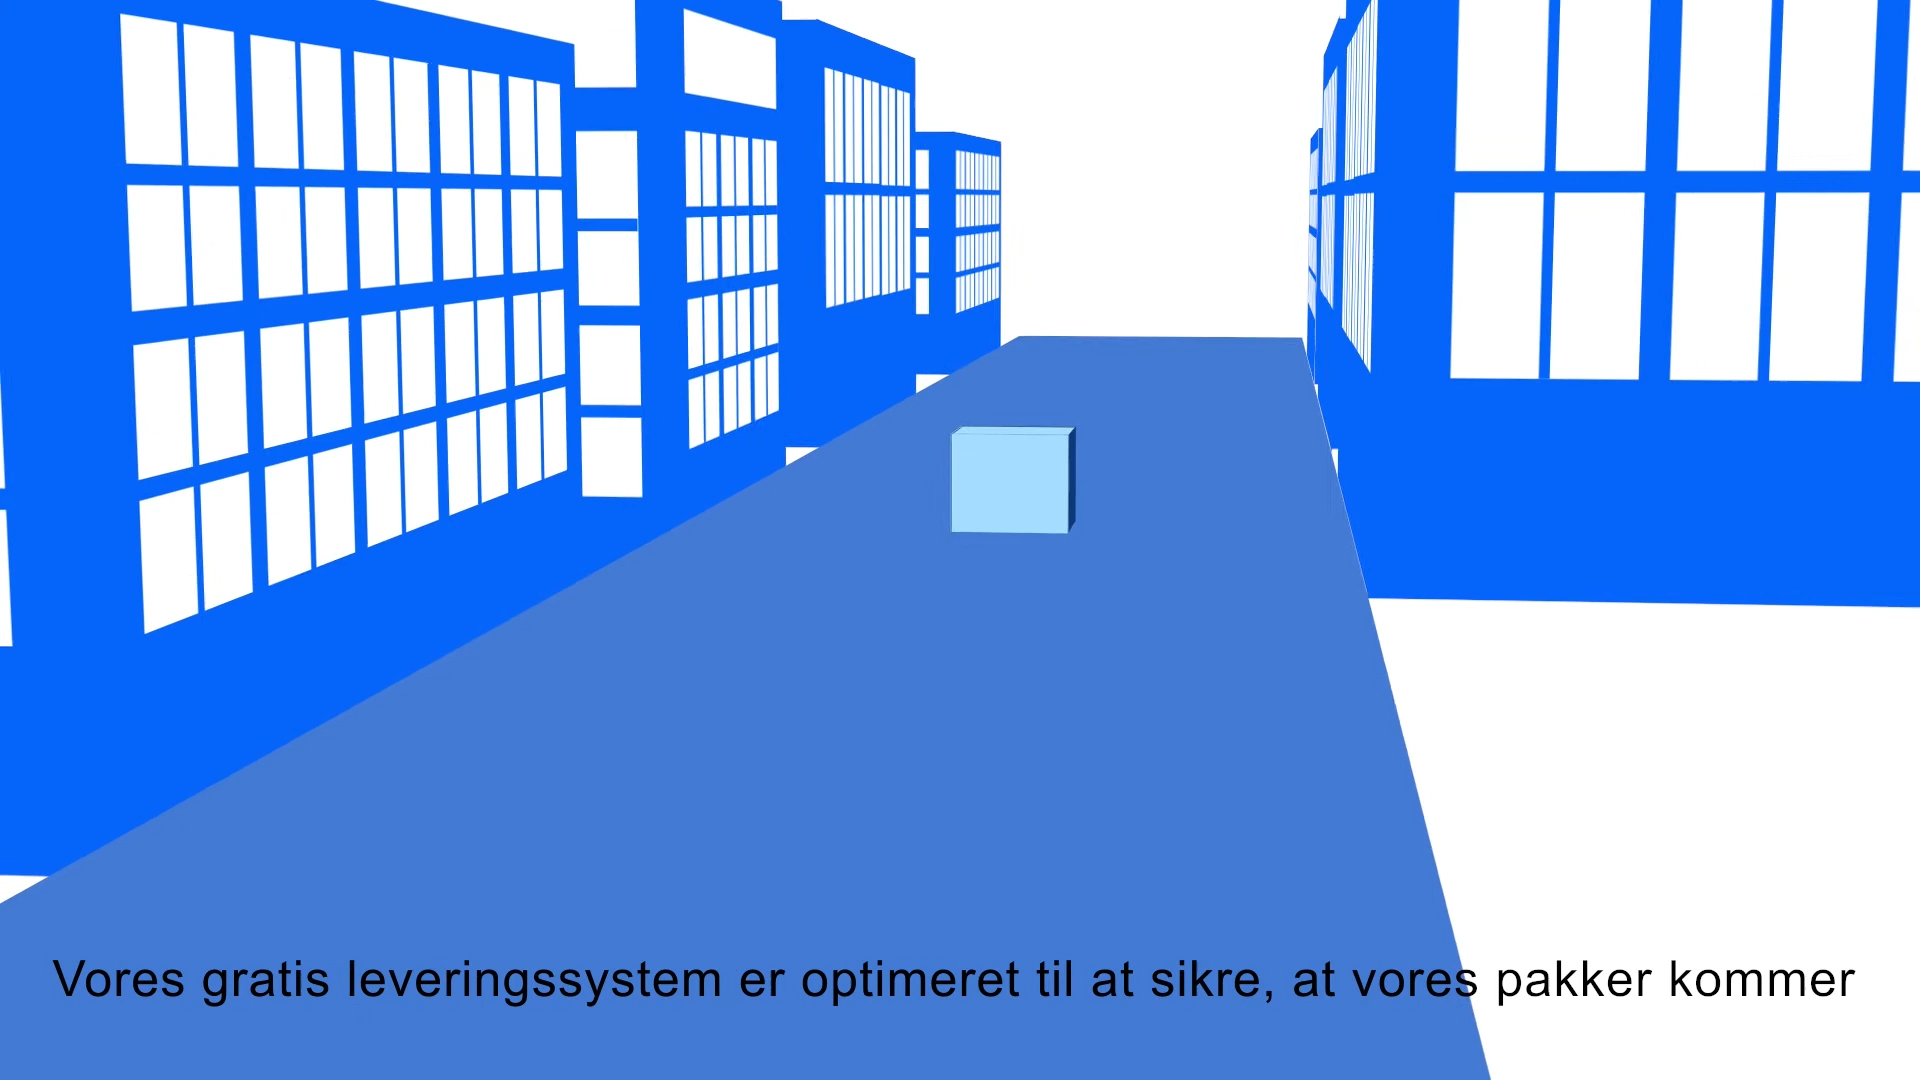 Vores gratis leveringssystem er optimeret til at sikre, at vores pakker kommer